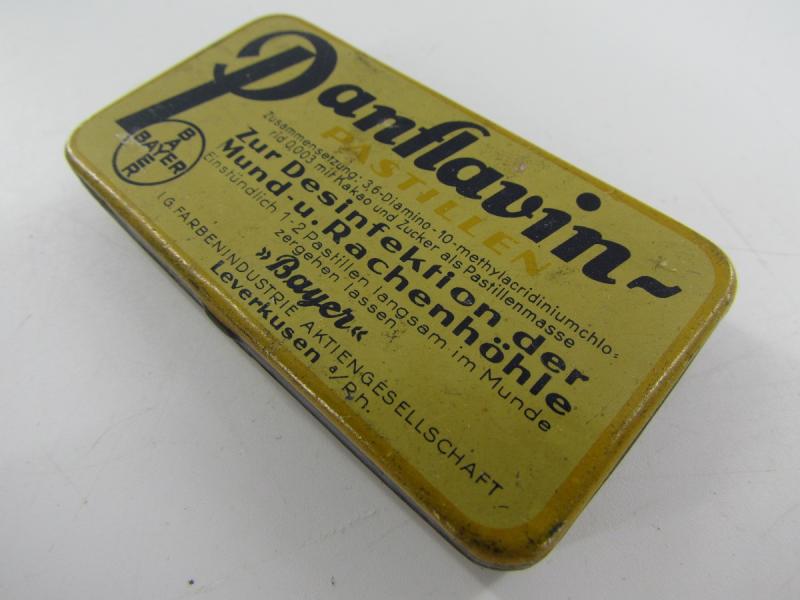 Panflavin-
PASTILLEN
Zusammensetzung: 3,6-Diamino-10-methylacridiniumchlo=
rid 0,003 mit Kakao und Zucker als Pastillenmasse
Zur Desinfektion der
Mund- u. Rachenhöhle
Einstündlich 1-2 Pastillen langsam im Munde
zergehen lassen
»Bayer«
I.G. FARBENINDUSTRIE AKTIENGESELLSCHAFT
Leverkusen a/Rh.
BAYER
BAYER